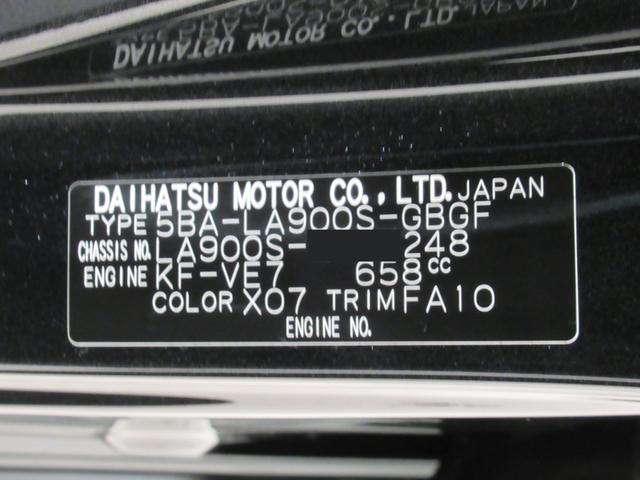 DAIHATSU MOTOR CO., LTD. JAPAN
TYPE 5BA-LA900S-GBGF
CHASSIS NO. LA900S- 248
ENGINE KF-VE7 658cc
COLOR X07 TRIM FA10
ENGINE NO.